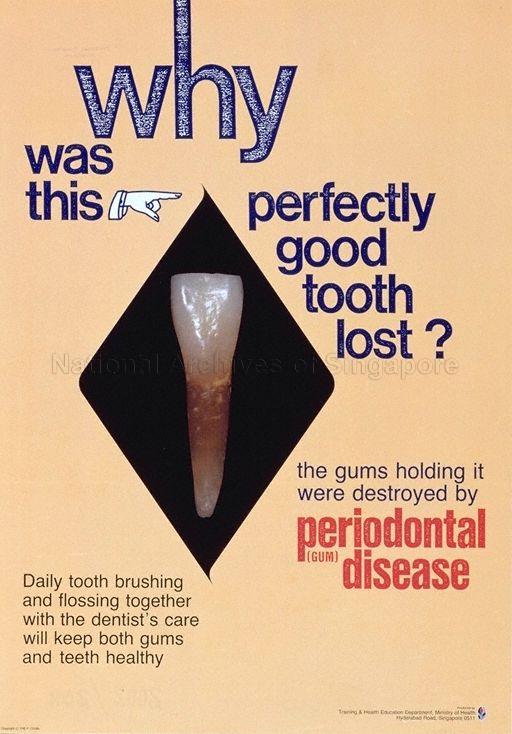 why
was
this
perfectly
good
tooth
lost ?
National Archives of Singapore
the gums holding it
were destroyed by
periodontal
(GUM)
disease
Daily tooth brushing
and flossing together
with the dentist's care
will keep both gums
and teeth healthy
Training & Health Education Department, Ministry of Health
Hyderabad Road, Singapore 0511